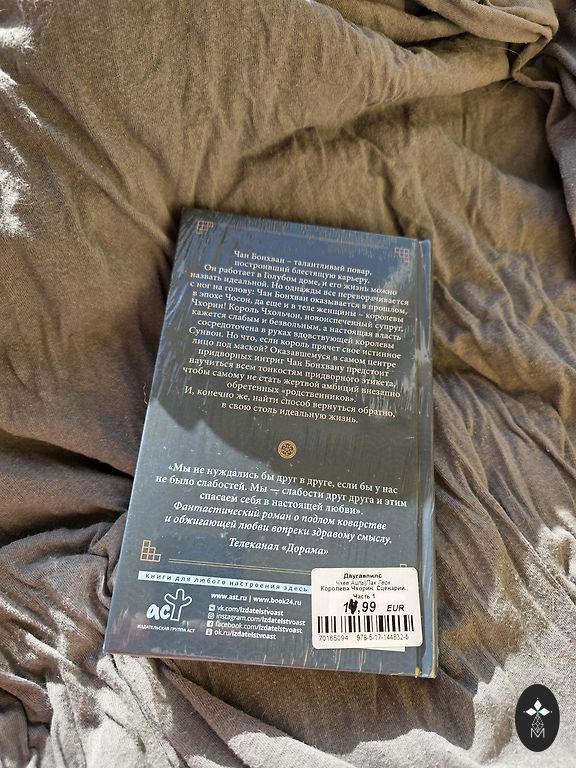 Чан Бонхван – талантливый повар,
построивший блестящую карьеру.
Он работает в Голубом доме, и его жизнь можно
назвать идеальной. Но однажды все переворачивается
с ног на голову: Чан Бонхван оказывается в прошлом,
в эпохе Чосон, да еще и в теле женщины – королевы
Чхорин! Король Чхольчон, новоиспеченный супруг,
кажется слабым и безвольным, а настоящая власть
сосредоточена в руках вдовствующей королевы
Сунвон. Но что, если король прячет свое истинное
лицо под маской? Оказавшемуся в самом центре
придворных интриг Чан Бонхвану предстоит
научиться всем тонкостям придворного этикета,
чтобы самому не стать жертвой амбиций внезапно
обретенных «родственников».
И, конечно же, найти способ вернуться обратно,
в свою столь идеальную жизнь.
«Мы не нуждались бы друг в друге, если бы у нас
не было слабостей. Мы — слабости друг друга и этим
спасаем себя в настоящей любви».
Фантастический роман о подлом коварстве
и обжигающей любви вопреки здравому смыслу.
Телеканал «Дорама»
книги для любого настроения здесь
www.ast.ru | www.book24.ru
vk.com/izdatelstvoast
instagram.com/izdatelstvoast
facebook.com/izdatelstvoast
ok.ru/izdatelstvoast
аст
ИЗДАТЕЛЬСКАЯ ГРУППА АСТ
Даугавпилс
Королева Чхорин. Сценарий.
Часть 1
.99 EUR
70165094 978-5-17-144832-5
M